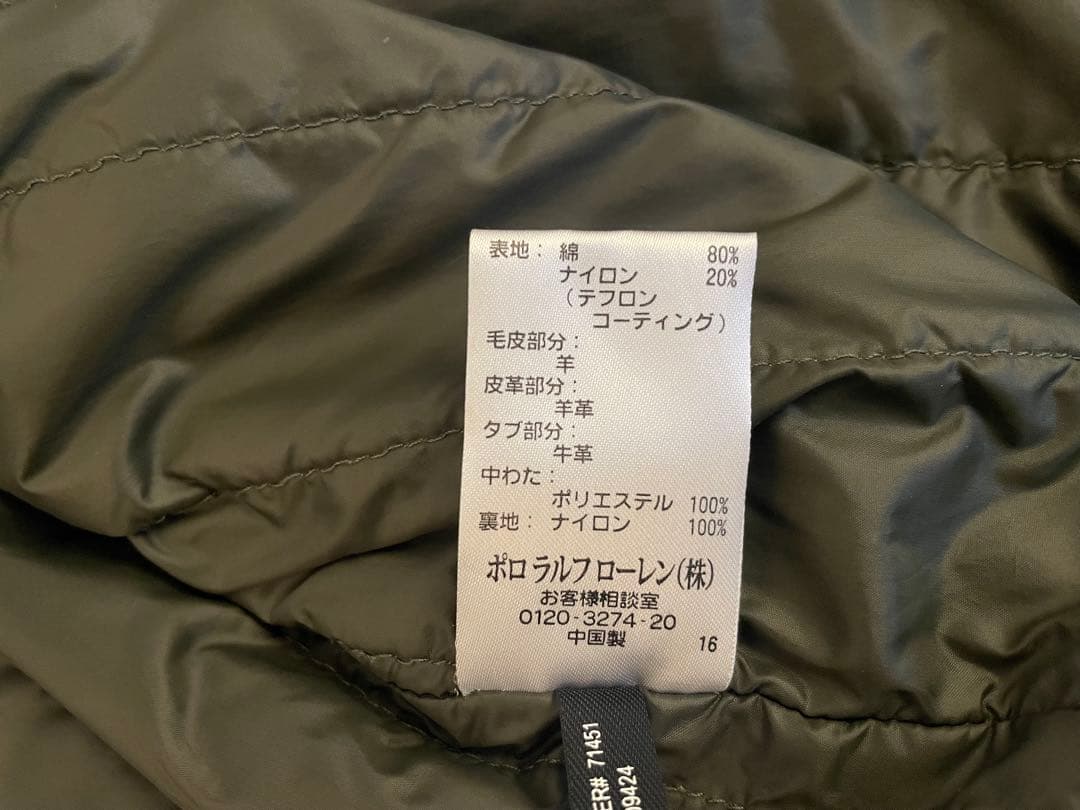 表地： 綿 80%
ナイロン 20%
（テフロン
コーティング）
毛皮部分：
羊
皮革部分：
羊革
タブ部分：
牛革
中わた：
ポリエステル 100%
裏地： ナイロン 100%
ポロ ラルフ ローレン(株)
お客様相談室
0120-3274-20
中国製 16
ER# 71451
09424